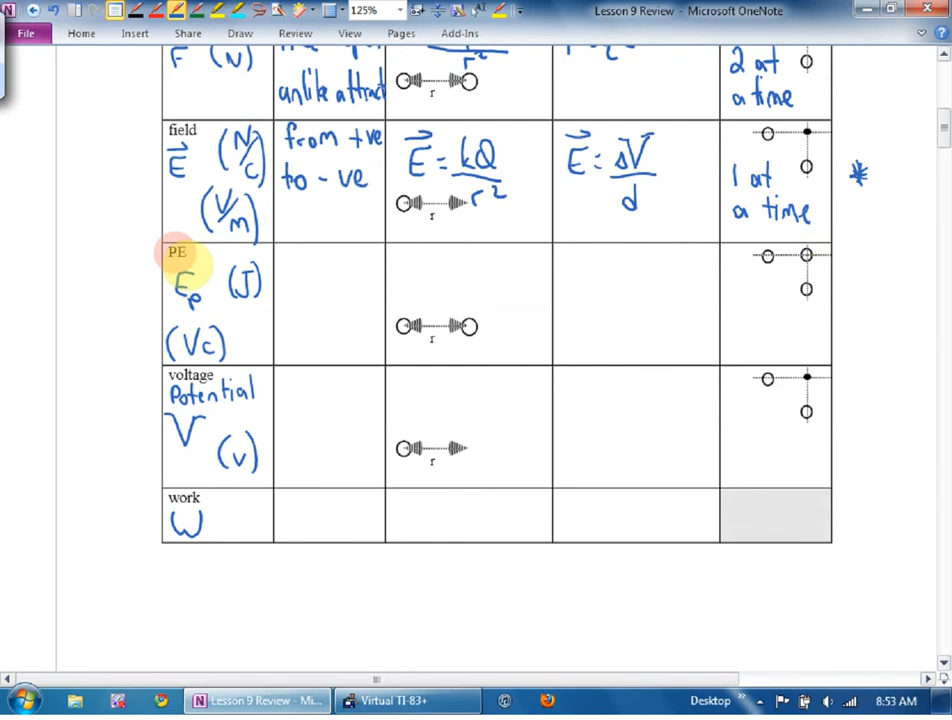 125%
Lesson 9 Review - Microsoft OneNote
File Home Insert Share Draw Review View Pages Add-Ins
F (N)
unlike attract
r²
r
2 at
a time
field
E (N/C)
(V/m)
from +ve
to -ve
E = kQ/r²
r
E = ΔV/d
1 at
a time
*
PE
Ep (J)
(VC)
r
voltage
Potential
V (v)
r
work
W
Lesson 9 Review - Mi...
Virtual TI-83+
Desktop
8:53 AM